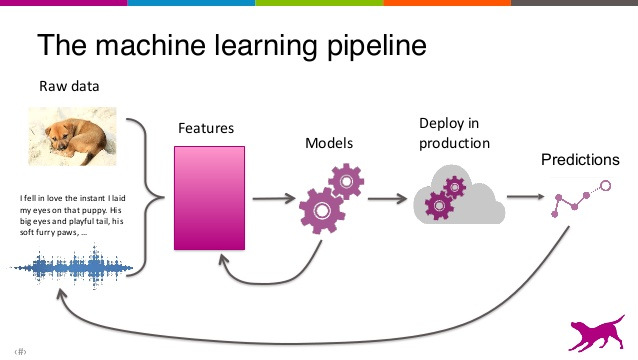 The machine learning pipeline
Raw data
Features
Models
Deploy in
production
Predictions
I fell in love the instant I laid
my eyes on that puppy. His
big eyes and playful tail, his
soft furry paws, …
‹#›